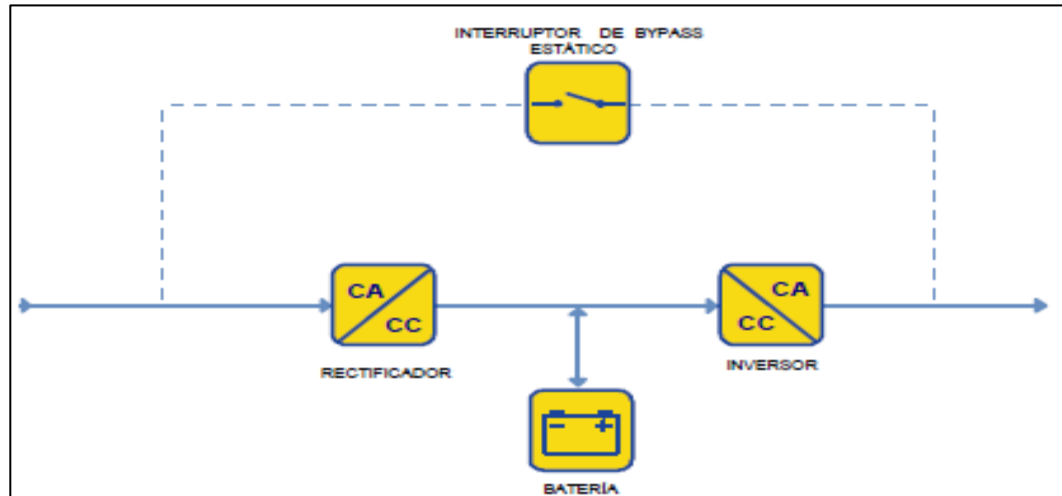 INTERRUPTOR DE BYPASS
ESTÁTICO
CA
CC
RECTIFICADOR
CA
CC
INVERSOR
- +
BATERÍA